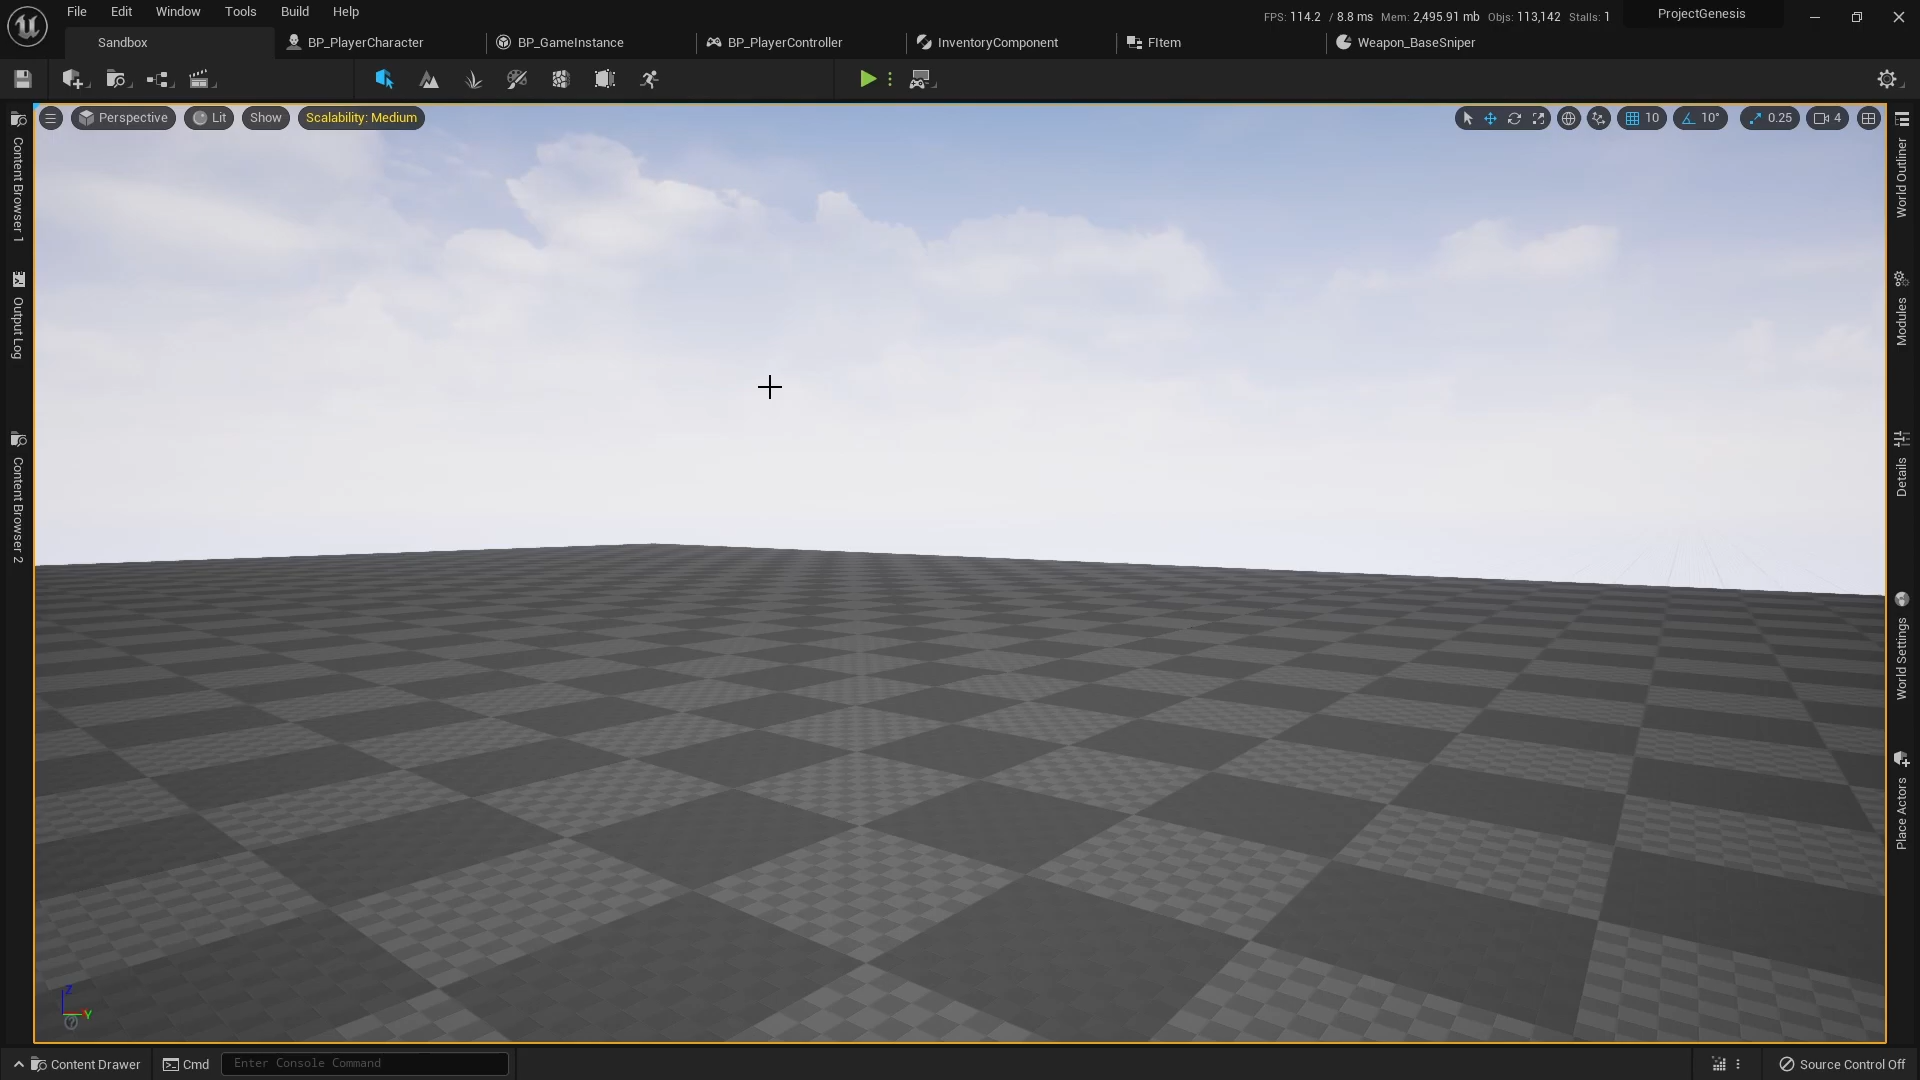 File Edit Window Tools Build Help
FPS: 114.2 / 8.8 ms Mem: 2,495.91 mb Objs: 113,142 Stalls: 1
ProjectGenesis
Sandbox
BP_PlayerCharacter
BP_GameInstance
BP_PlayerController
InventoryComponent
FItem
Weapon_BaseSniper
Perspective
Lit
Show
Scalability: Medium
10
10°
0.25
4
Content Browser 1
Output Log
Content Browser 2
World Outliner
Modules
Details
World Settings
Place Actors
Z
Y
Content Drawer
Cmd
Enter Console Command
Source Control Off